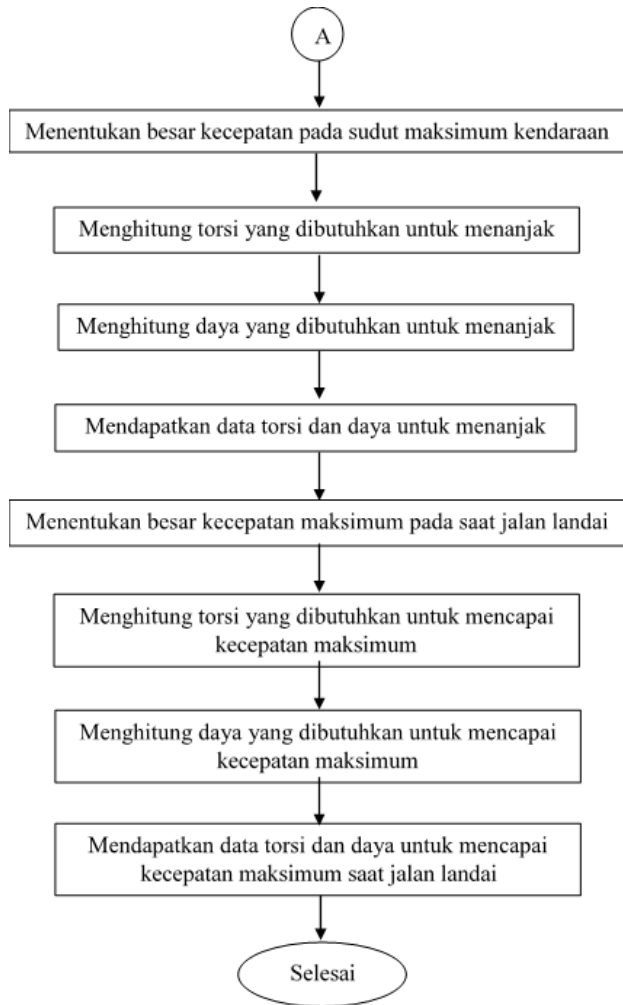 A
Menentukan besar kecepatan pada sudut maksimum kendaraan
Menghitung torsi yang dibutuhkan untuk menanjak
Menghitung daya yang dibutuhkan untuk menanjak
Mendapatkan data torsi dan daya untuk menanjak
Menentukan besar kecepatan maksimum pada saat jalan landai
Menghitung torsi yang dibutuhkan untuk mencapai
kecepatan maksimum
Menghitung daya yang dibutuhkan untuk mencapai
kecepatan maksimum
Mendapatkan data torsi dan daya untuk mencapai
kecepatan maksimum saat jalan landai
Selesai